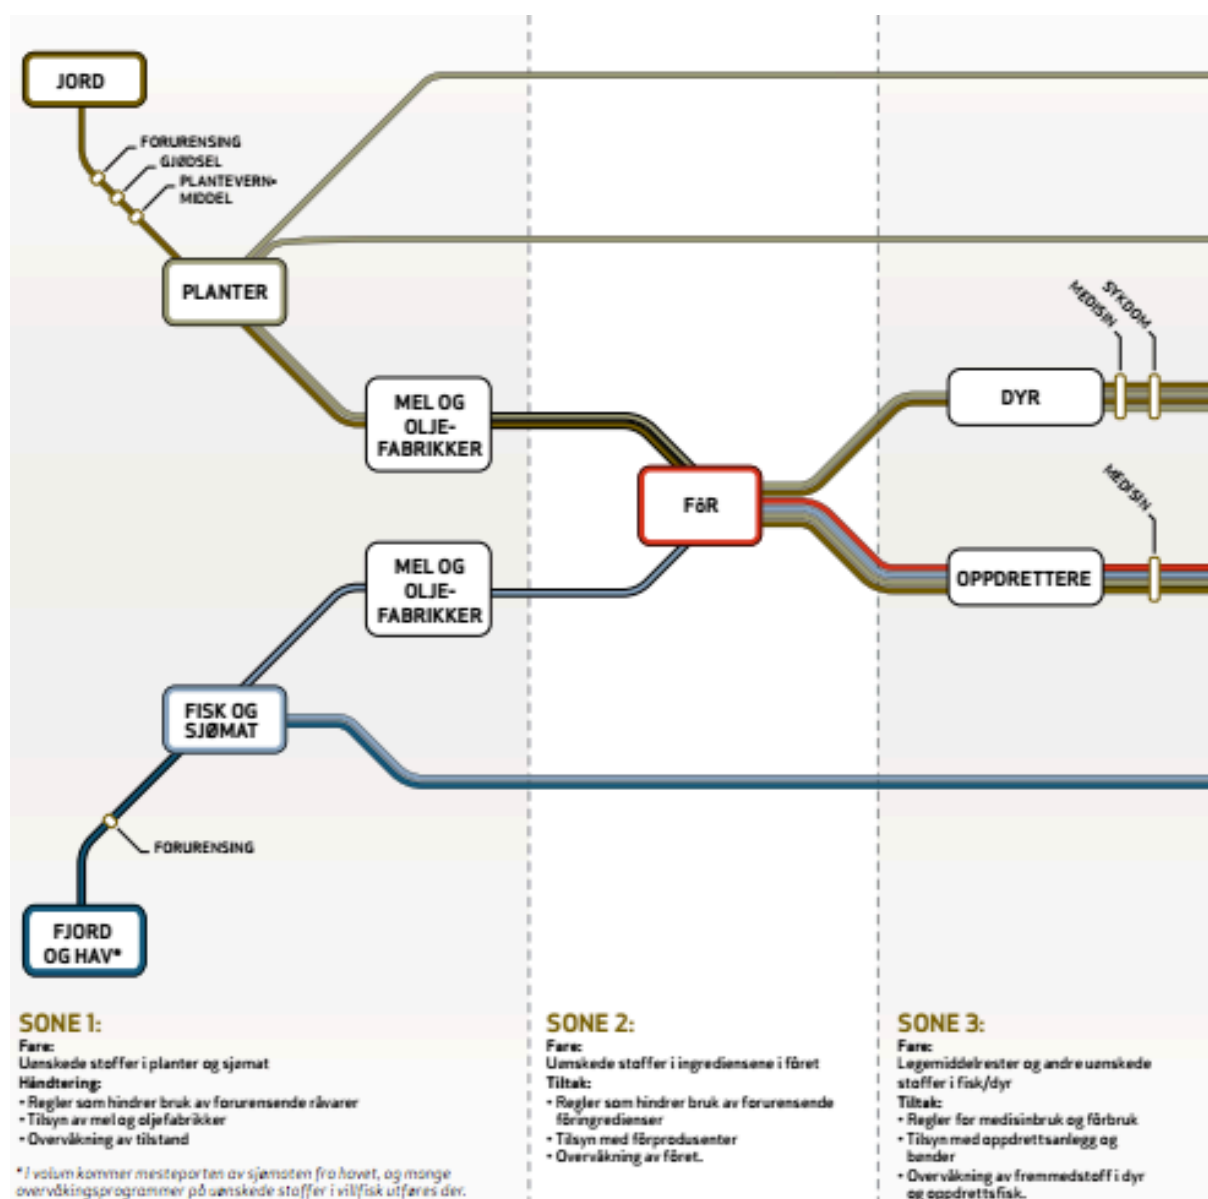 JORD
FORURENSING
GJØDSEL
PLANTEVERN-
MIDDEL
PLANTER
MEL OG
OLJE-
FABRIKKER
MEL OG
OLJE-
FABRIKKER
FôR
DYR
MEDISIN
SYKDOM
OPPDRETTERE
MEDISIN
FISK OG
SJØMAT
FORURENSING
FJORD
OG HAV*
SONE 1:
Fare:
Uønskede stoffer i planter og sjømat
Håndtering:
• Regler som hindrer bruk av forurensende råvarer
• Tilsyn av mel og oljefabrikker
• Overvåkning av tilstand
* I volum kommer mesteparten av sjømaten fra havet, og mange
overvåkingsprogrammer på uønskede stoffer i villfisk utføres der.
SONE 2:
Fare:
Uønskede stoffer i ingrediensene i fôret
Tiltak:
• Regler som hindrer bruk av forurensende
fôringredienser
• Tilsyn med fôrprodusenter
• Overvåkning av fôret.
SONE 3:
Fare:
Legemiddelrester og andre uønskede
stoffer i fisk/dyr
Tiltak:
• Regler for medisinbruk og fôrbruk
• Tilsyn med oppdrettsanlegg og
bønder
• Overvåkning av fremmedstoff i dyr
og oppdrettsfisk.